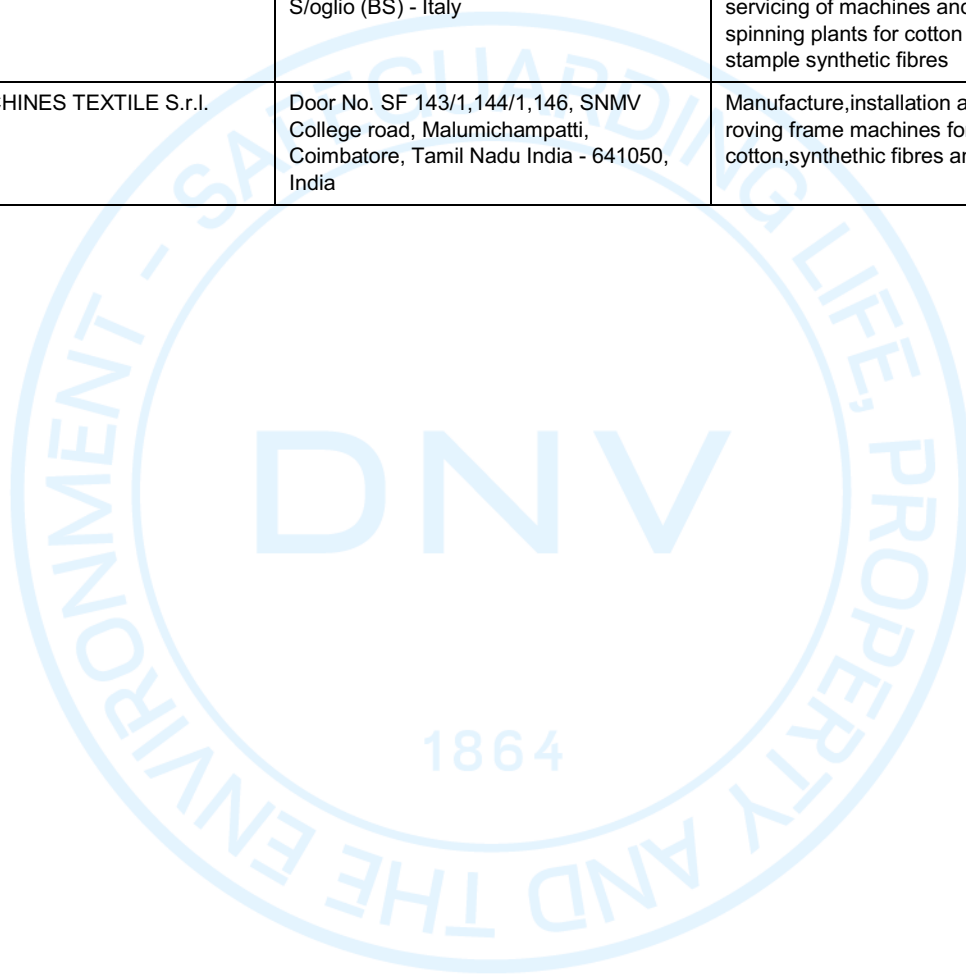 S/oglio (BS) - Italy
servicing of machines and
spinning plants for cotton
stample synthetic fibres
HINES TEXTILE S.r.l.
Door No. SF 143/1,144/1,146, SNMV
College road, Malumichampatti,
Coimbatore, Tamil Nadu India - 641050,
India
Manufacture,installation a
roving frame machines fo
cotton,synthethic fibres a
SAFEGUARDING LIFE, PROPERTY AND THE ENVIRONMENT -
DNV
1864